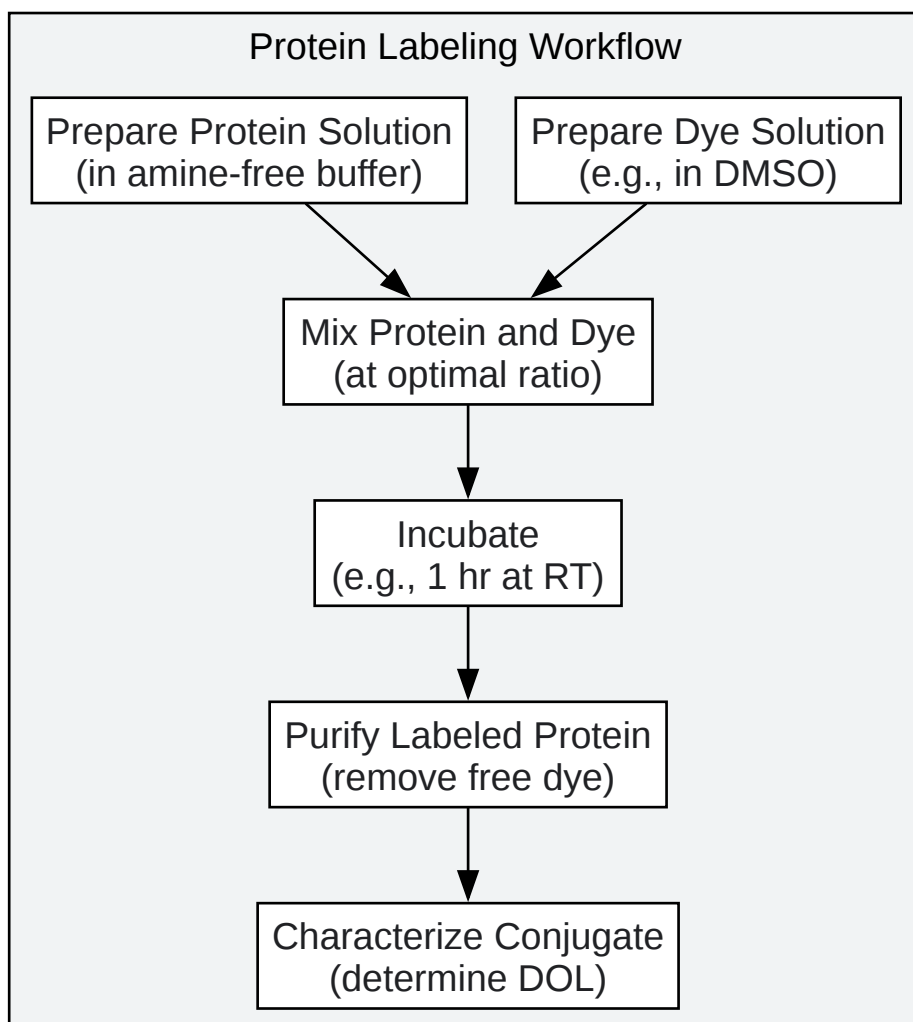 Protein Labeling Workflow
Prepare Protein Solution
(in amine-free buffer)
Prepare Dye Solution
(e.g., in DMSO)
Mix Protein and Dye
(at optimal ratio)
Incubate
(e.g., 1 hr at RT)
Purify Labeled Protein
(remove free dye)
Characterize Conjugate
(determine DOL)